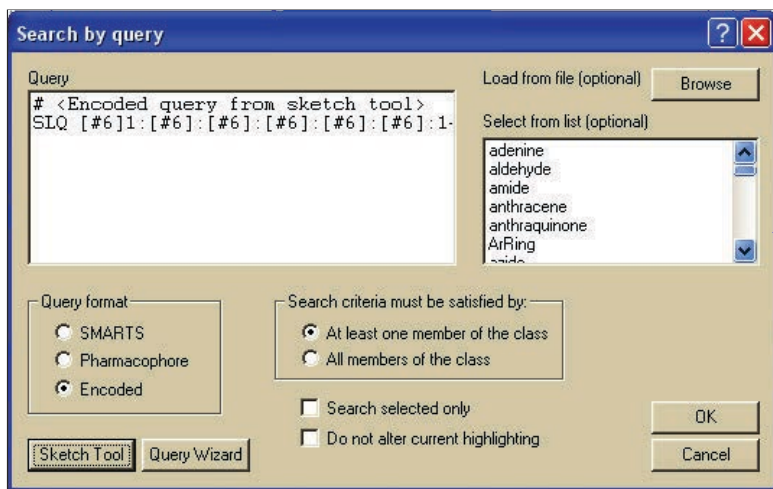 Search by query
Query
# <Encoded query from sketch tool>
SLQ [#6]1:[#6]:[#6]:[#6]:[#6]:[#6]:1-
Load from file (optional)
Browse
Select from list (optional)
adenine
aldehyde
amide
anthracene
anthraquinone
ArRing
azide
Query format
SMARTS
Pharmacophore
Encoded
Search criteria must be satisfied by:
At least one member of the class
All members of the class
Search selected only
Do not alter current highlighting
Sketch Tool
Query Wizard
OK
Cancel